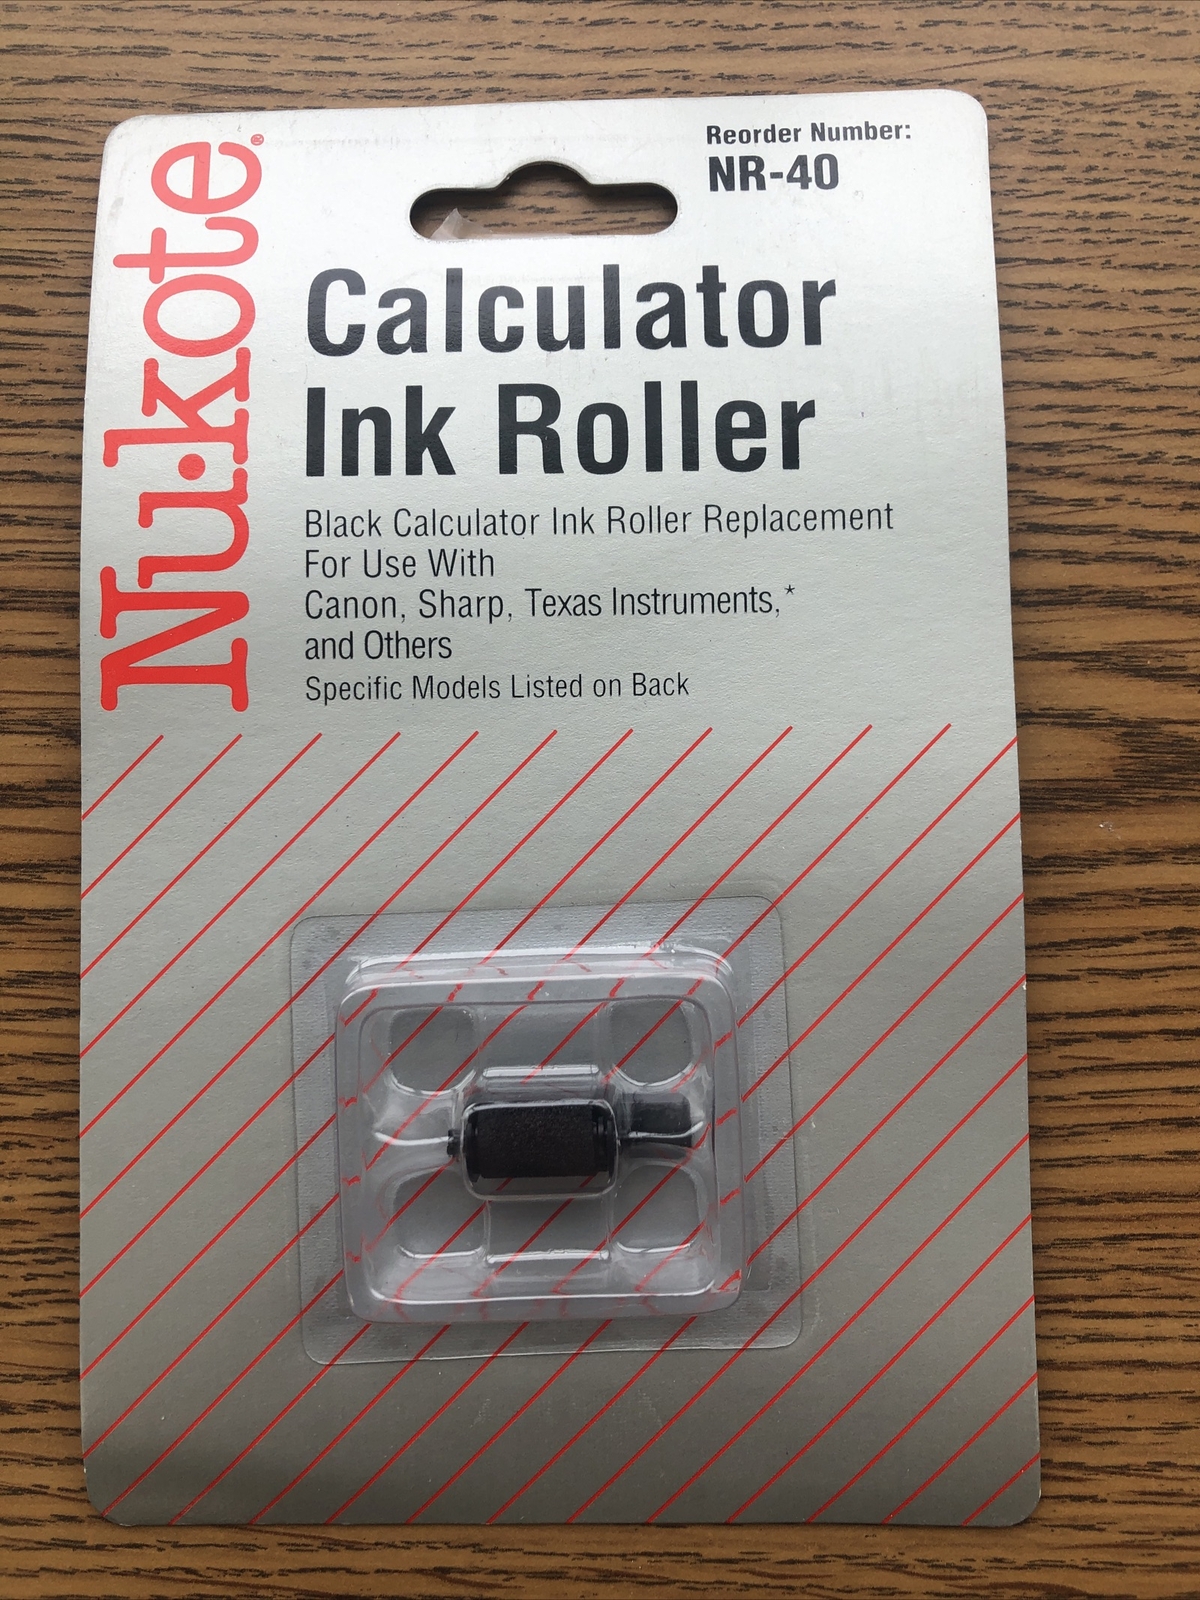 Nu·kote®
Reorder Number:
NR-40
Calculator
Ink Roller
Black Calculator Ink Roller Replacement
For Use With
Canon, Sharp, Texas Instruments,*
and Others
Specific Models Listed on Back